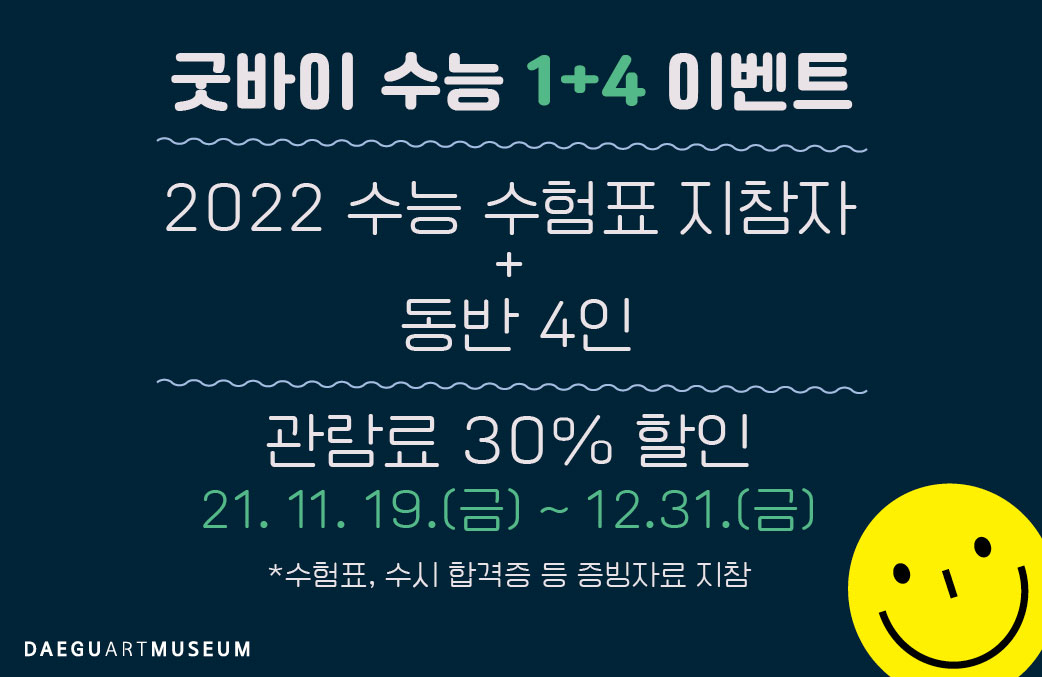 굿바이 수능 1+4 이벤트
2022 수능 수험표 지참자
+
동반 4인
관람료 30% 할인
21. 11. 19.(금) ~ 12.31.(금)
*수험표, 수시 합격증 등 증빙자료 지참
DAEGUARTMUSEUM